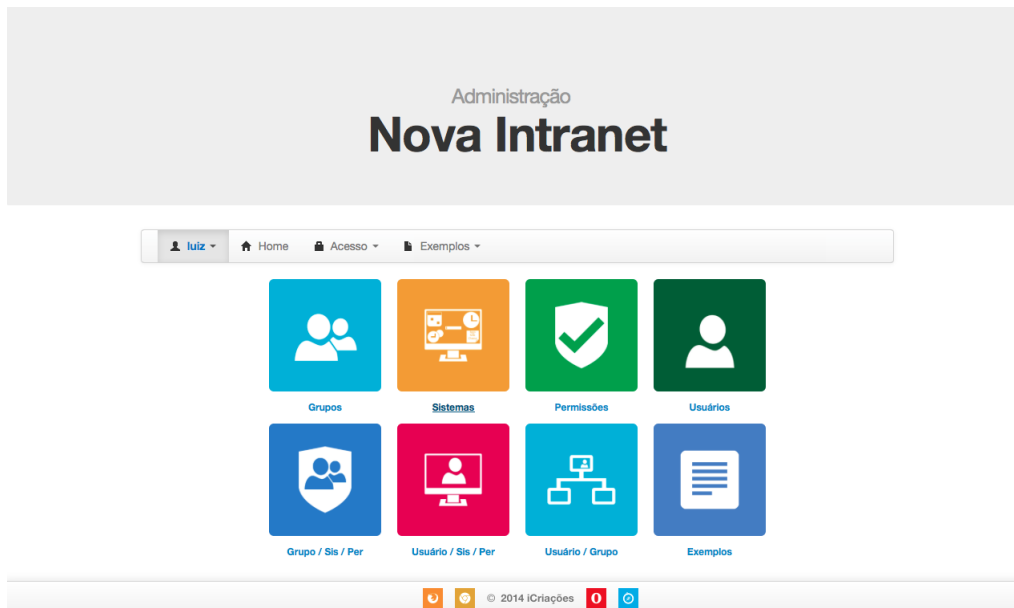 Administração
Nova Intranet
luiz Home Acesso Exemplos
Grupos Sistemas Permissões Usuários
Grupo / Sis / Per Usuário / Sis / Per Usuário / Grupo Exemplos
© 2014 iCriações